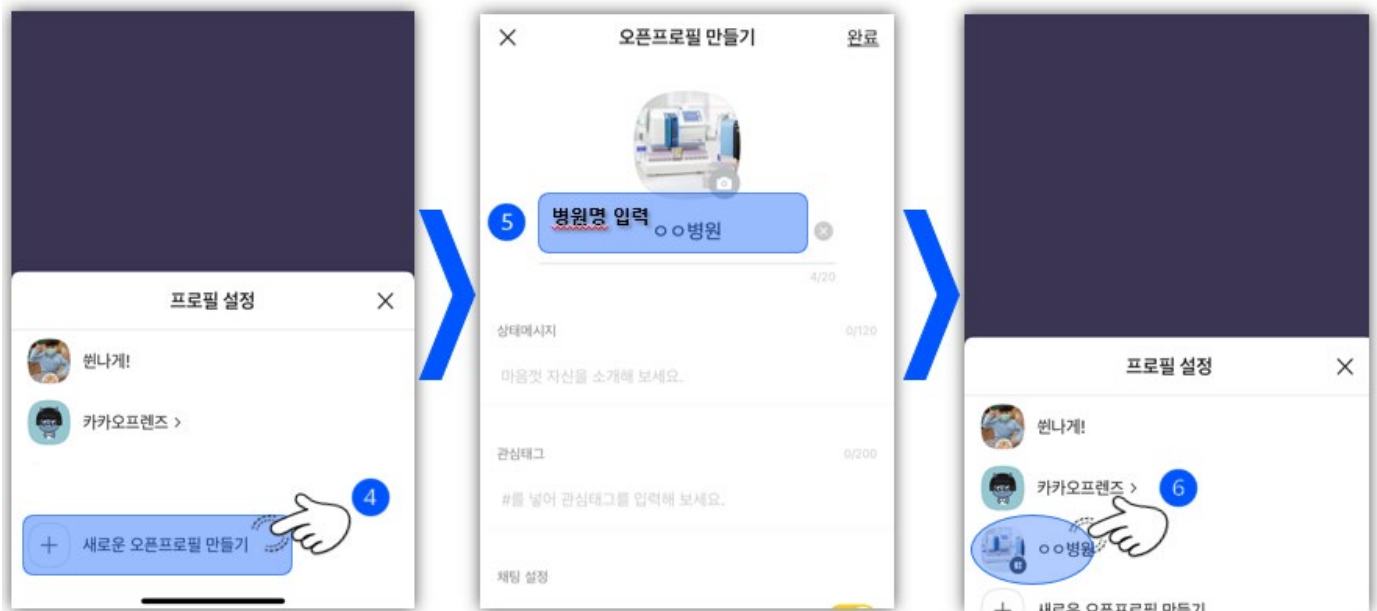 프로필 설정
쒼나게!
카카오프렌즈 >
4
새로운 오픈프로필 만들기
오픈프로필 만들기
완료
5
병원명 입력
ㅇㅇ병원
4/20
상태메시지
0/120
마음껏 자신을 소개해 보세요.
관심태그
0/200
#를 넣어 관심태그를 입력해 보세요.
채팅 설정
프로필 설정
쒼나게!
카카오프렌즈 >
6
ㅇㅇ병원
새로운 오픈프로필 만들기